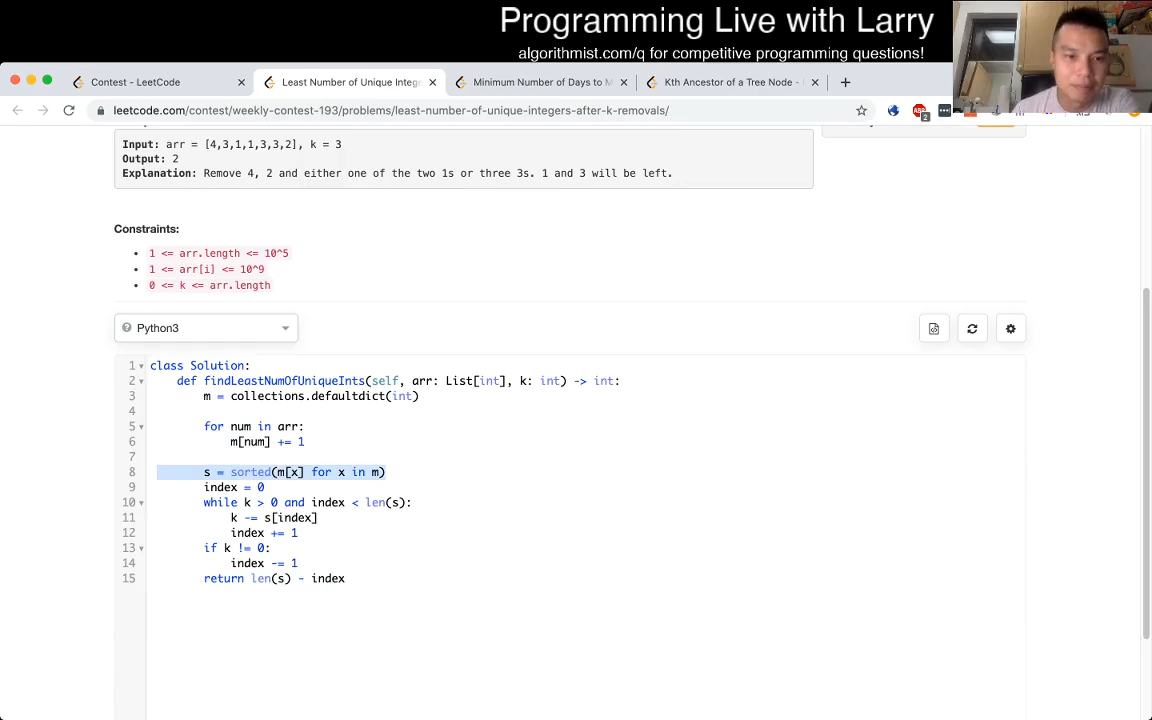 Programming Live with Larry
algorithmist.com/q for competitive programming questions!
Contest - LeetCode
Least Number of Unique Integ
Minimum Number of Days to M
Kth Ancestor of a Tree Node -
leetcode.com/contest/weekly-contest-193/problems/least-number-of-unique-integers-after-k-removals/
Input: arr = [4,3,1,1,3,3,2], k = 3
Output: 2
Explanation: Remove 4, 2 and either one of the two 1s or three 3s. 1 and 3 will be left.
Constraints:
1 <= arr.length <= 10^5
1 <= arr[i] <= 10^9
0 <= k <= arr.length
Python3
1 class Solution:
2 def findLeastNumOfUniqueInts(self, arr: List[int], k: int) -> int:
3 m = collections.defaultdict(int)
4
5 for num in arr:
6 m[num] += 1
7
8 s = sorted(m[x] for x in m)
9 index = 0
10 while k > 0 and index < len(s):
11 k -= s[index]
12 index += 1
13 if k != 0:
14 index -= 1
15 return len(s) - index